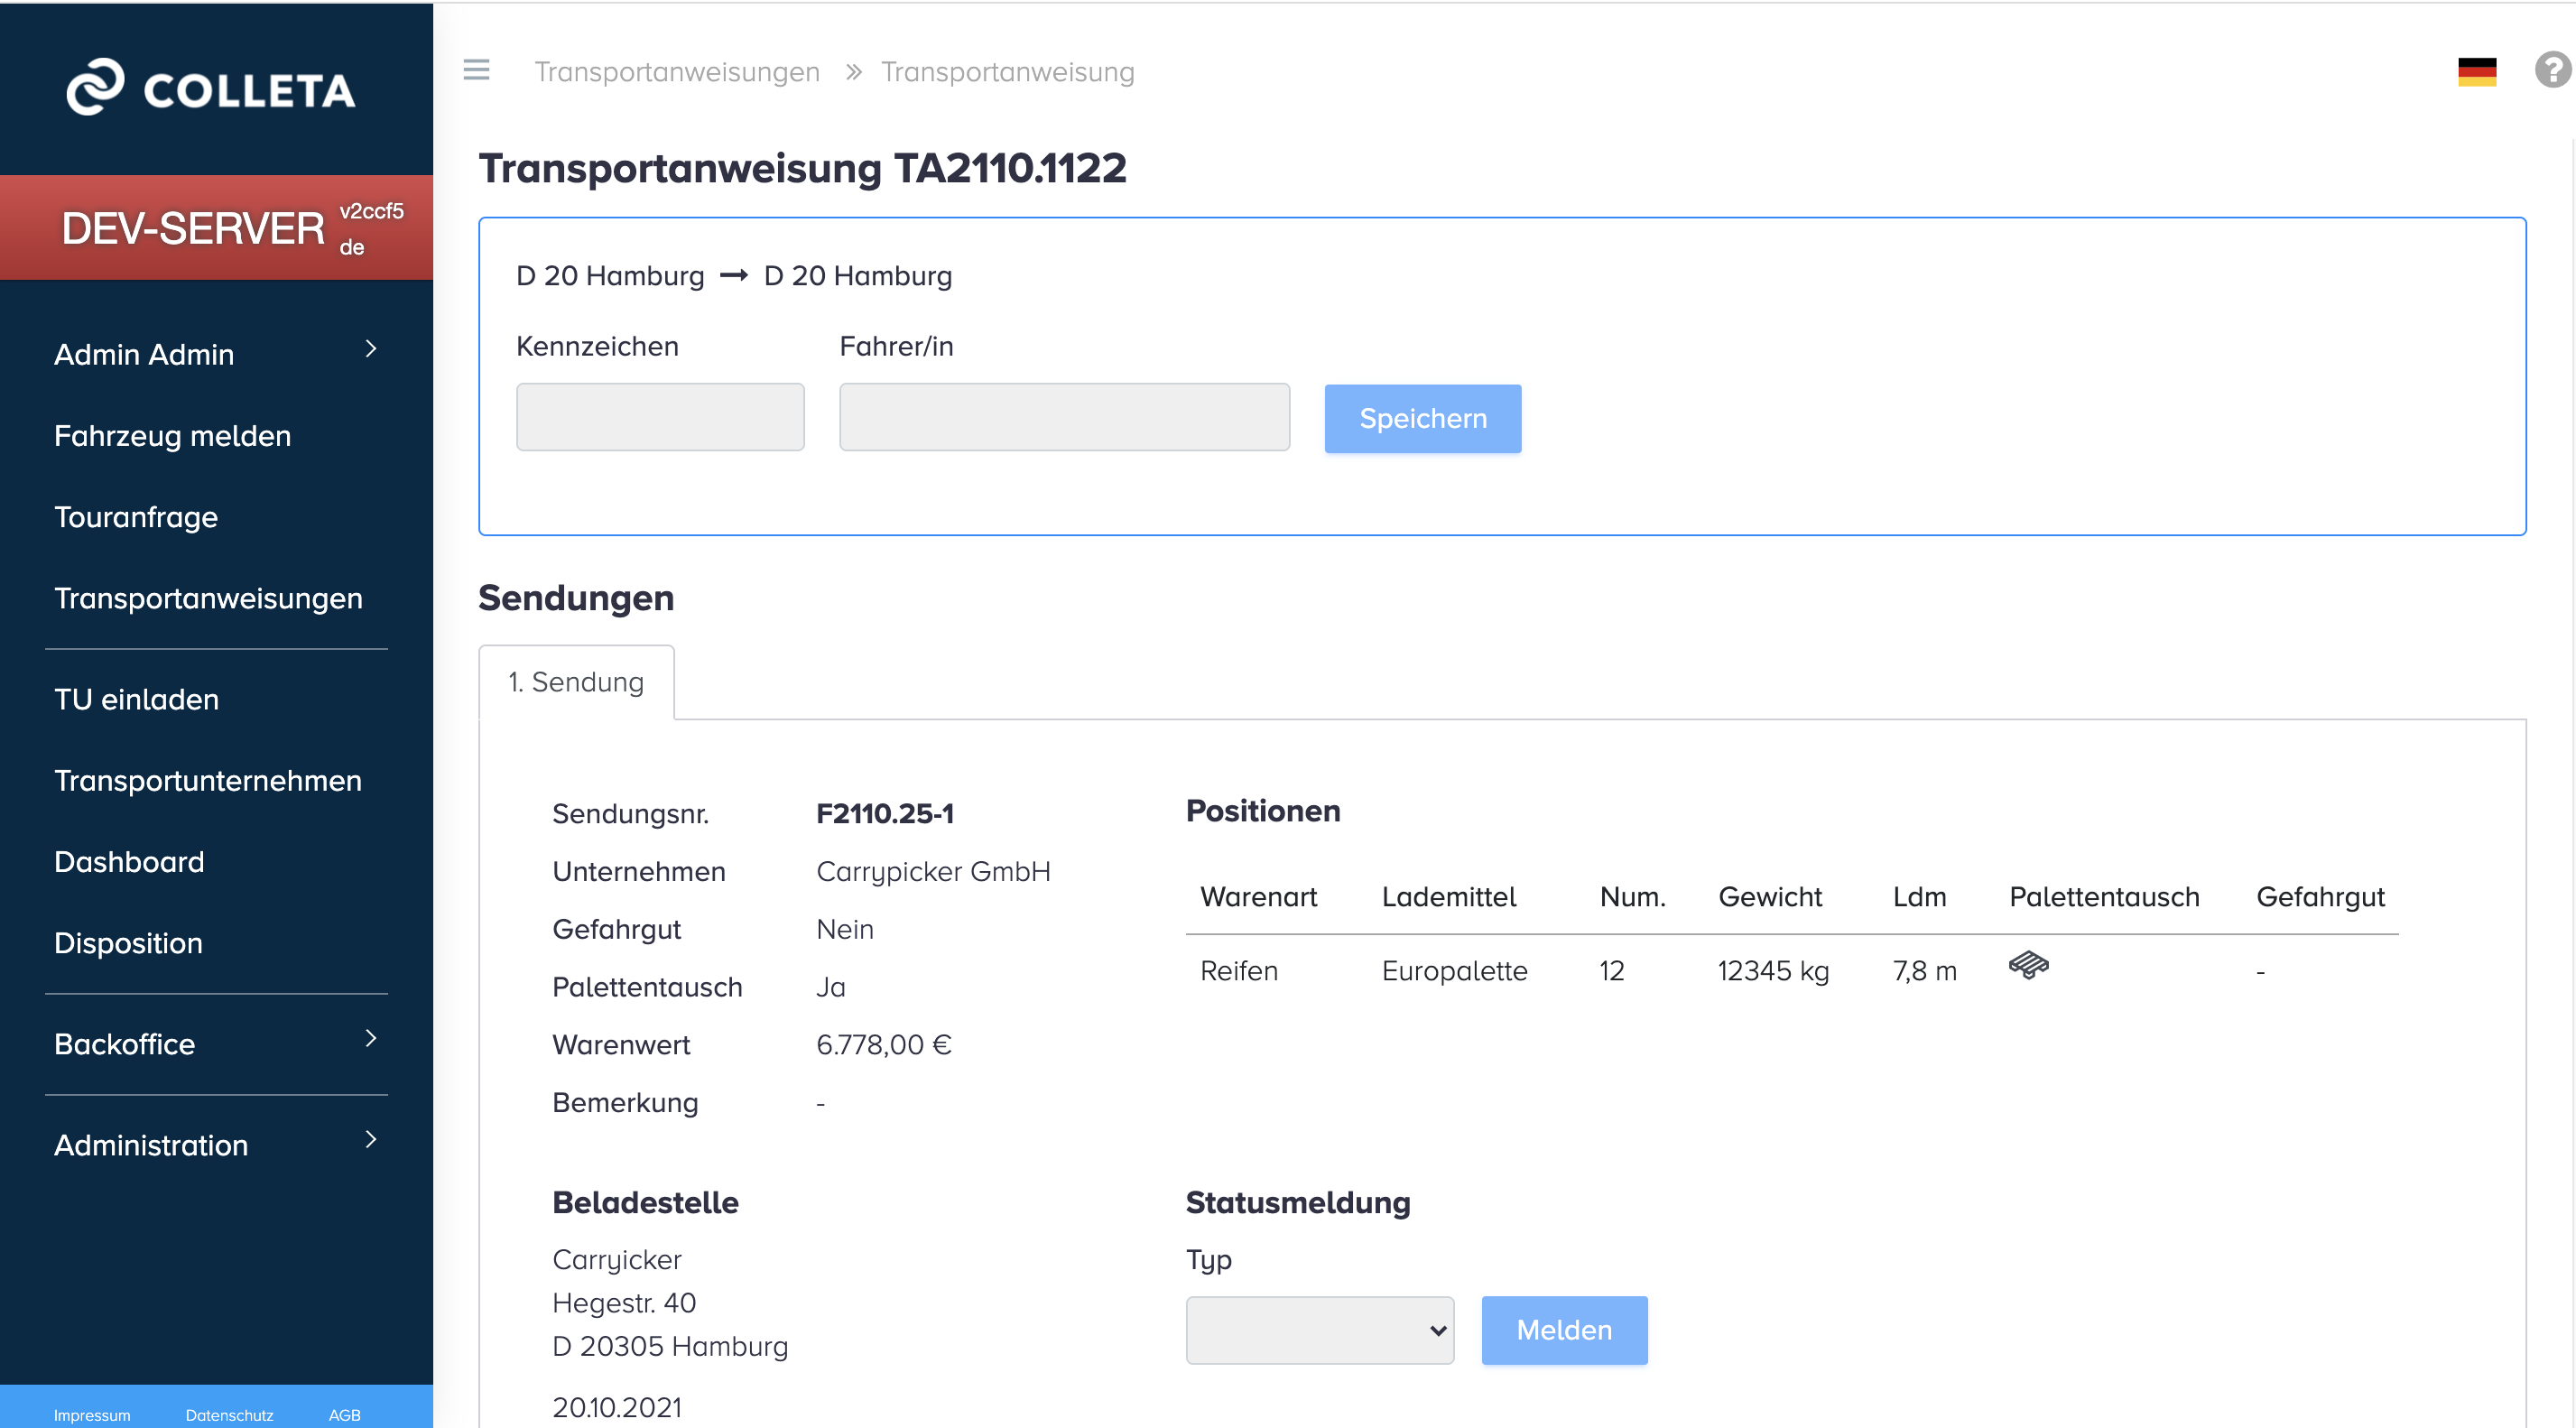 COLLETA
DEV-SERVER v2ccf5 de
Admin Admin
Fahrzeug melden
Touranfrage
Transportanweisungen
TU einladen
Transportunternehmen
Dashboard
Disposition
Backoffice
Administration
Impressum Datenschutz AGB
Transportanweisungen » Transportanweisung
?
Transportanweisung TA2110.1122
D 20 Hamburg → D 20 Hamburg
Kennzeichen Fahrer/in
Speichern
Sendungen
1. Sendung
Sendungsnr. F2110.25-1
Unternehmen Carrypicker GmbH
Gefahrgut Nein
Palettentausch Ja
Warenwert 6.778,00 €
Bemerkung -
Positionen
Warenart Lademittel Num. Gewicht Ldm Palettentausch Gefahrgut
Reifen Europalette 12 12345 kg 7,8 m -
Beladestelle
Carryicker
Hegestr. 40
D 20305 Hamburg
20.10.2021
Statusmeldung
Typ
Melden